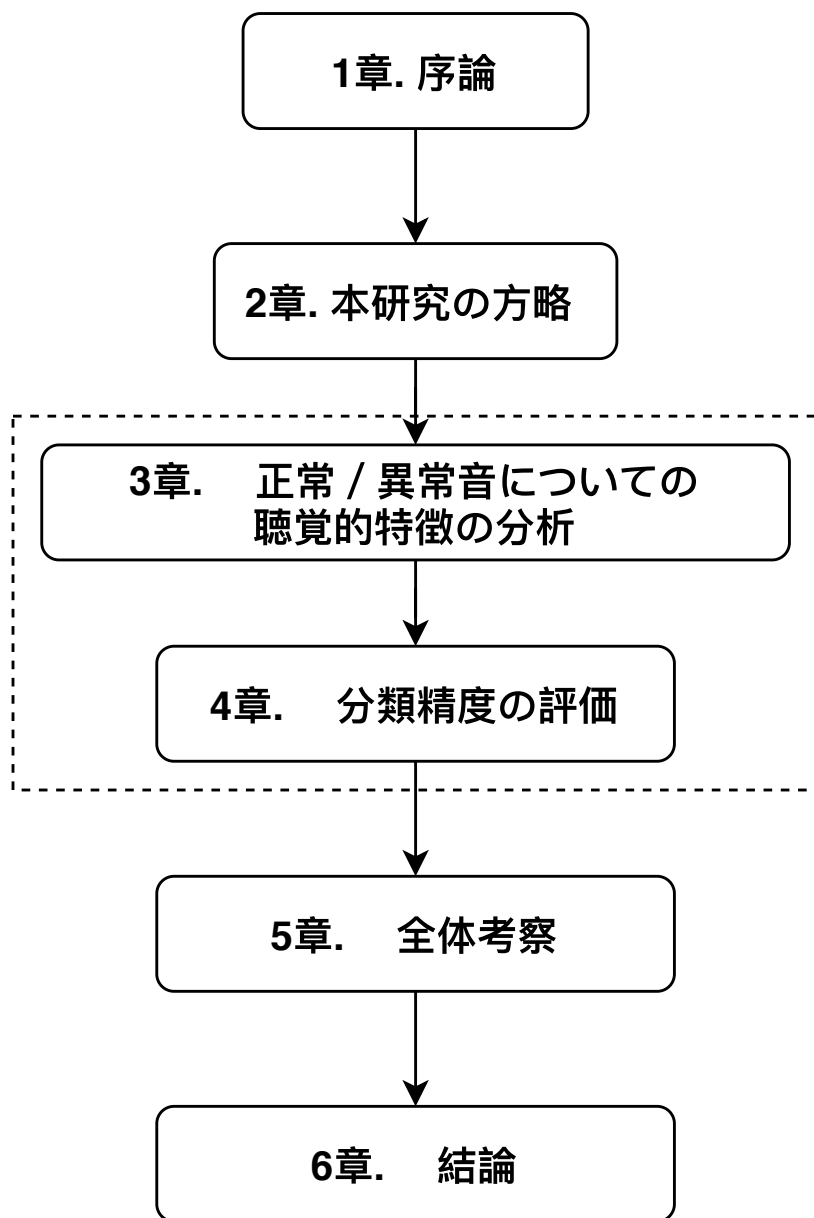 1章. 序論
2章. 本研究の方略
3章.　正常 / 異常音についての
聴覚的特徴の分析
4章.　分類精度の評価
5章.　全体考察
6章.　結論